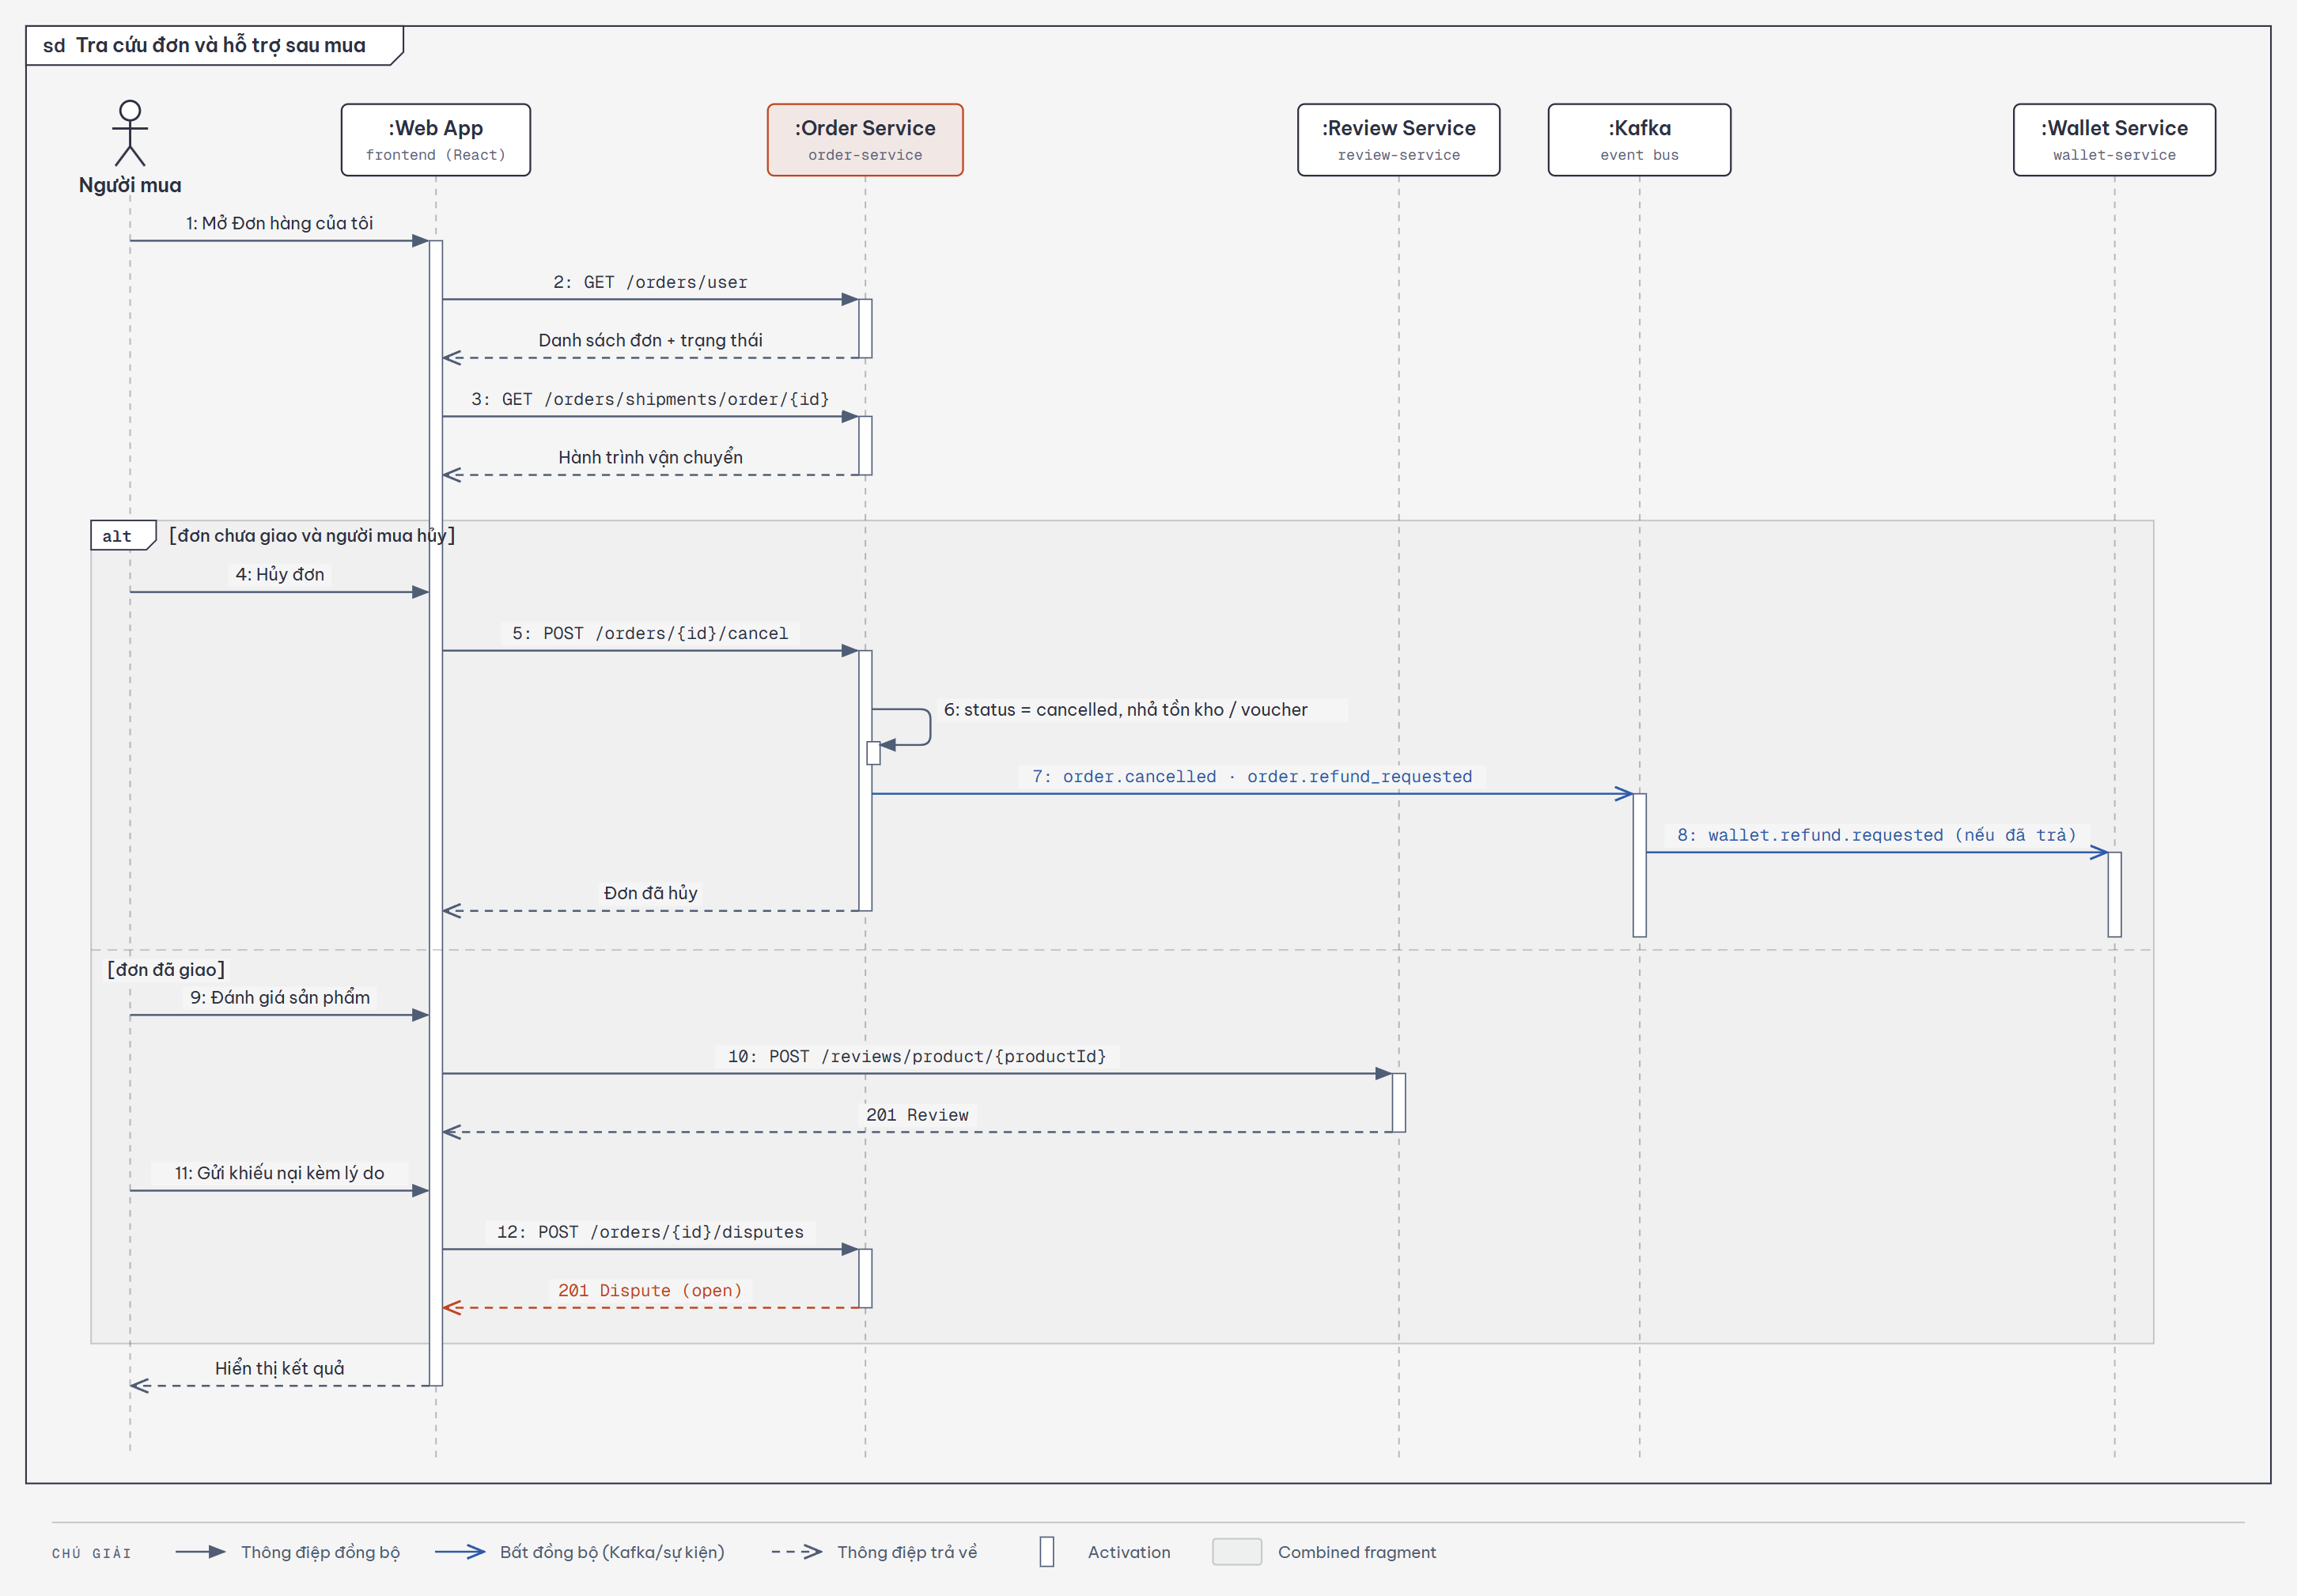 sd Tra cứu đơn và hỗ trợ sau mua
Người mua
:Web App
frontend (React)
:Order Service
order-service
:Review Service
review-service
:Kafka
event bus
:Wallet Service
wallet-service
1: Mở Đơn hàng của tôi
2: GET /orders/user
Danh sách đơn + trạng thái
3: GET /orders/shipments/order/{id}
Hành trình vận chuyển
alt [đơn chưa giao và người mua hủy]
4: Hủy đơn
5: POST /orders/{id}/cancel
6: status = cancelled, nhả tồn kho / voucher
7: order.cancelled · order.refund_requested
8: wallet.refund.requested (nếu đã trả)
Đơn đã hủy
[đơn đã giao]
9: Đánh giá sản phẩm
10: POST /reviews/product/{productId}
201 Review
11: Gửi khiếu nại kèm lý do
12: POST /orders/{id}/disputes
201 Dispute (open)
Hiển thị kết quả
CHÚ GIẢI
Thông điệp đồng bộ
Bất đồng bộ (Kafka/sự kiện)
Thông điệp trả về
Activation
Combined fragment